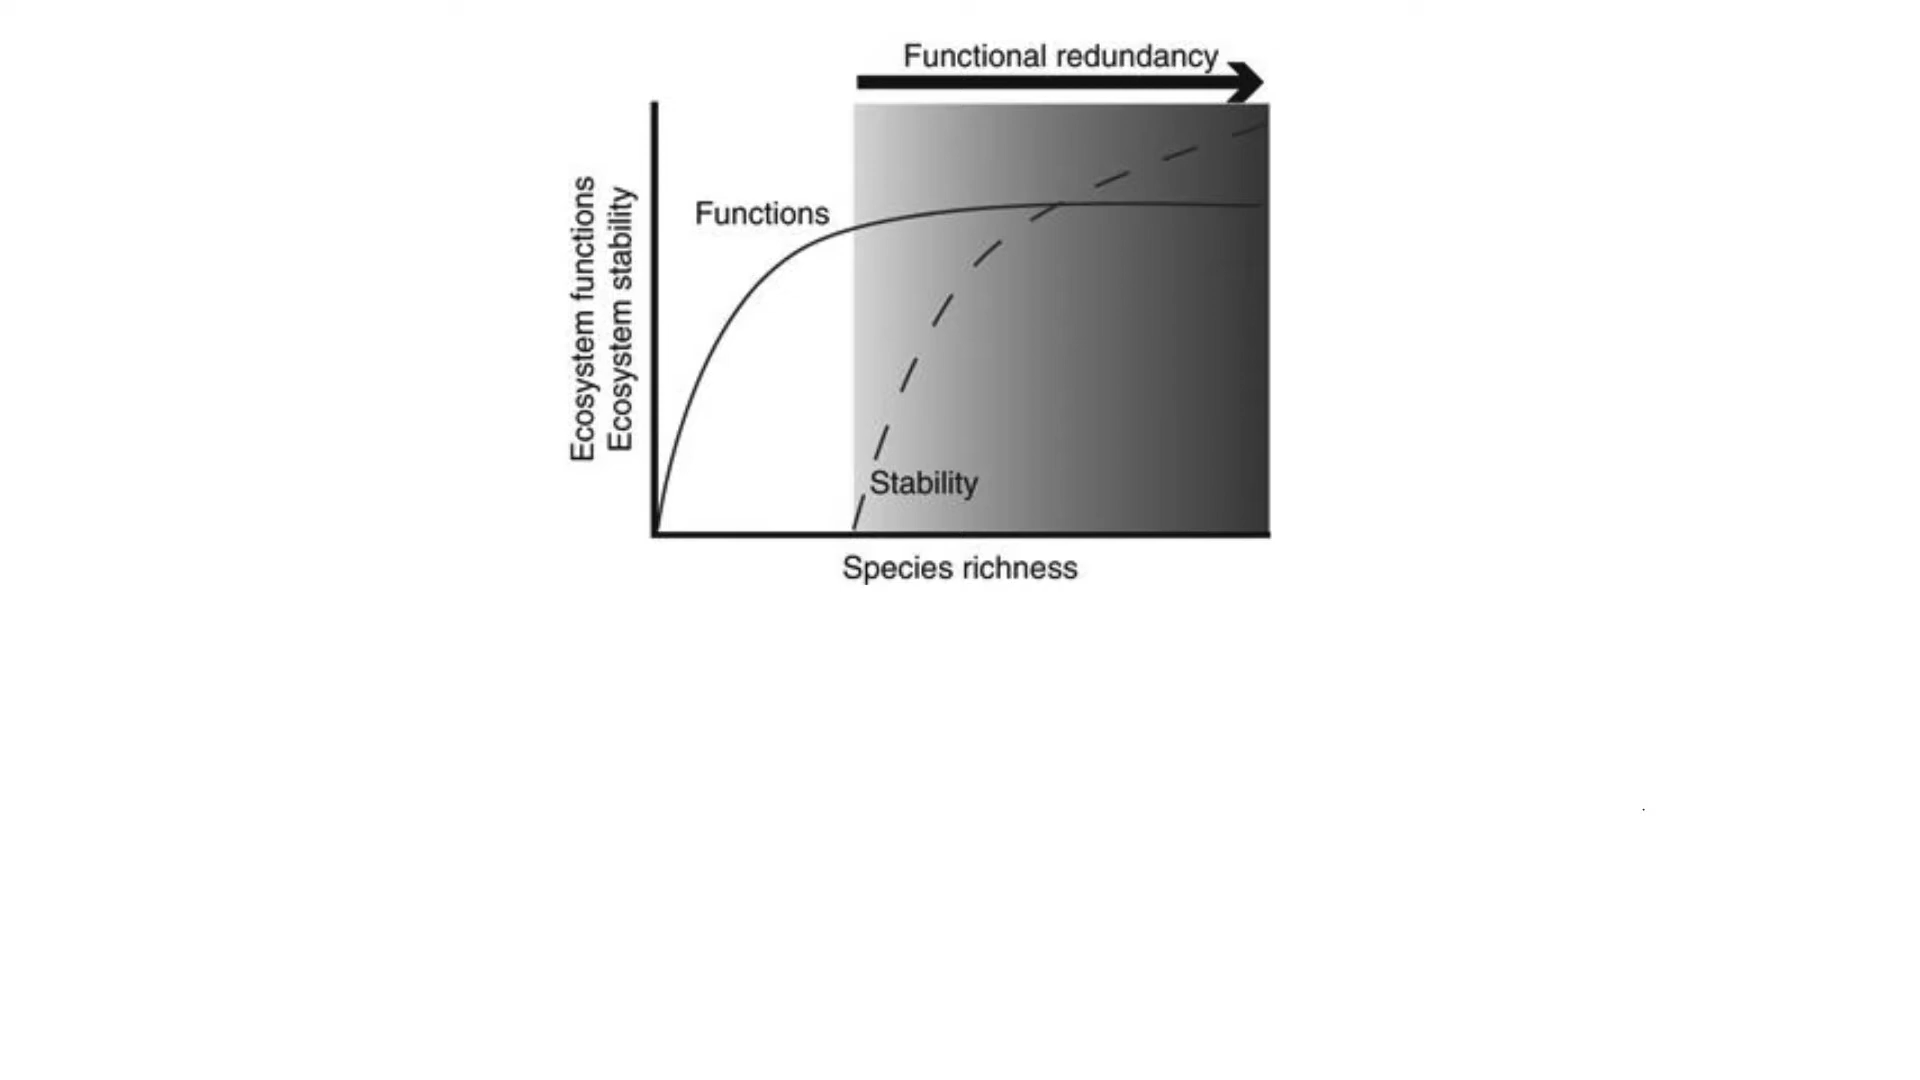 Functional redundancy
Ecosystem functions
Ecosystem stability
Functions
Stability
Species richness